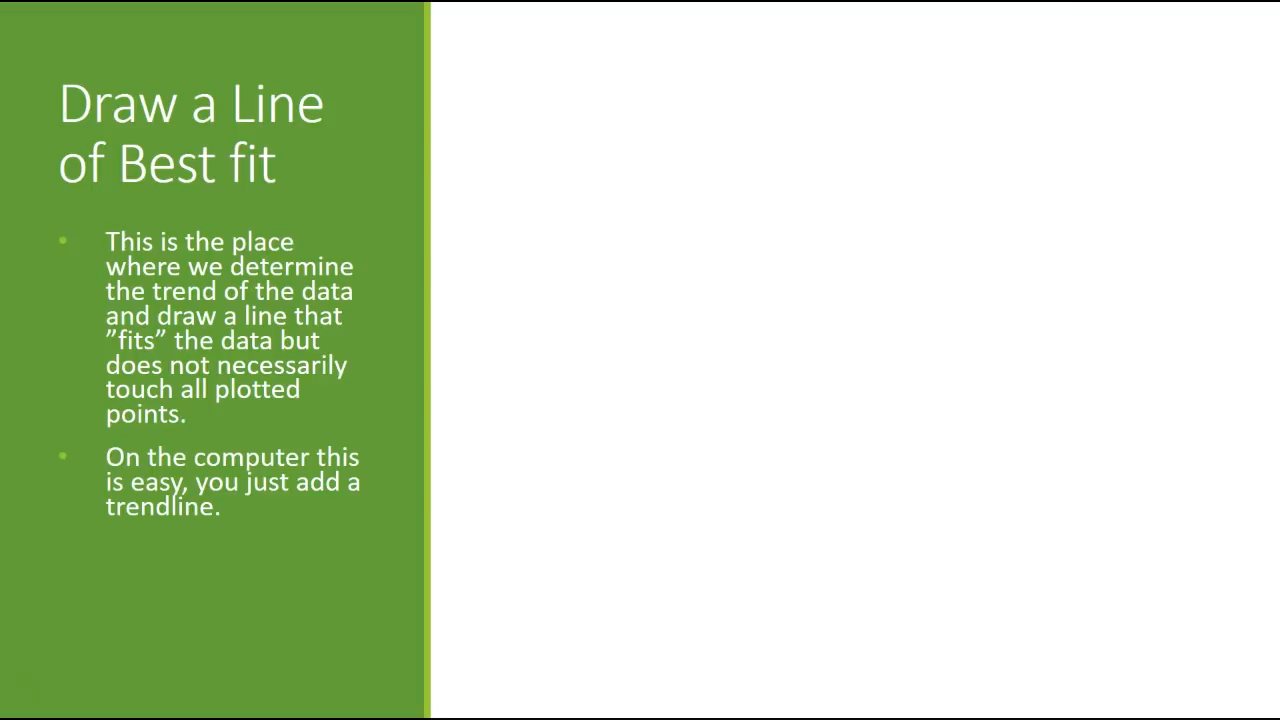 Draw a Line
of Best fit
• This is the place
where we determine
the trend of the data
and draw a line that
”fits” the data but
does not necessarily
touch all plotted
points.
• On the computer this
is easy, you just add a
trendline.